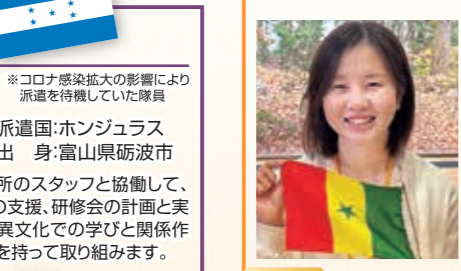 ※コロナ感染拡大の影響により
派遣を待機していた隊員
派遣国:ホンジュラス
出　身:富山県砺波市
所のスタッフと協働して、
の支援、研修会の計画と実
異文化での学びと関係作
を持って取り組みます。